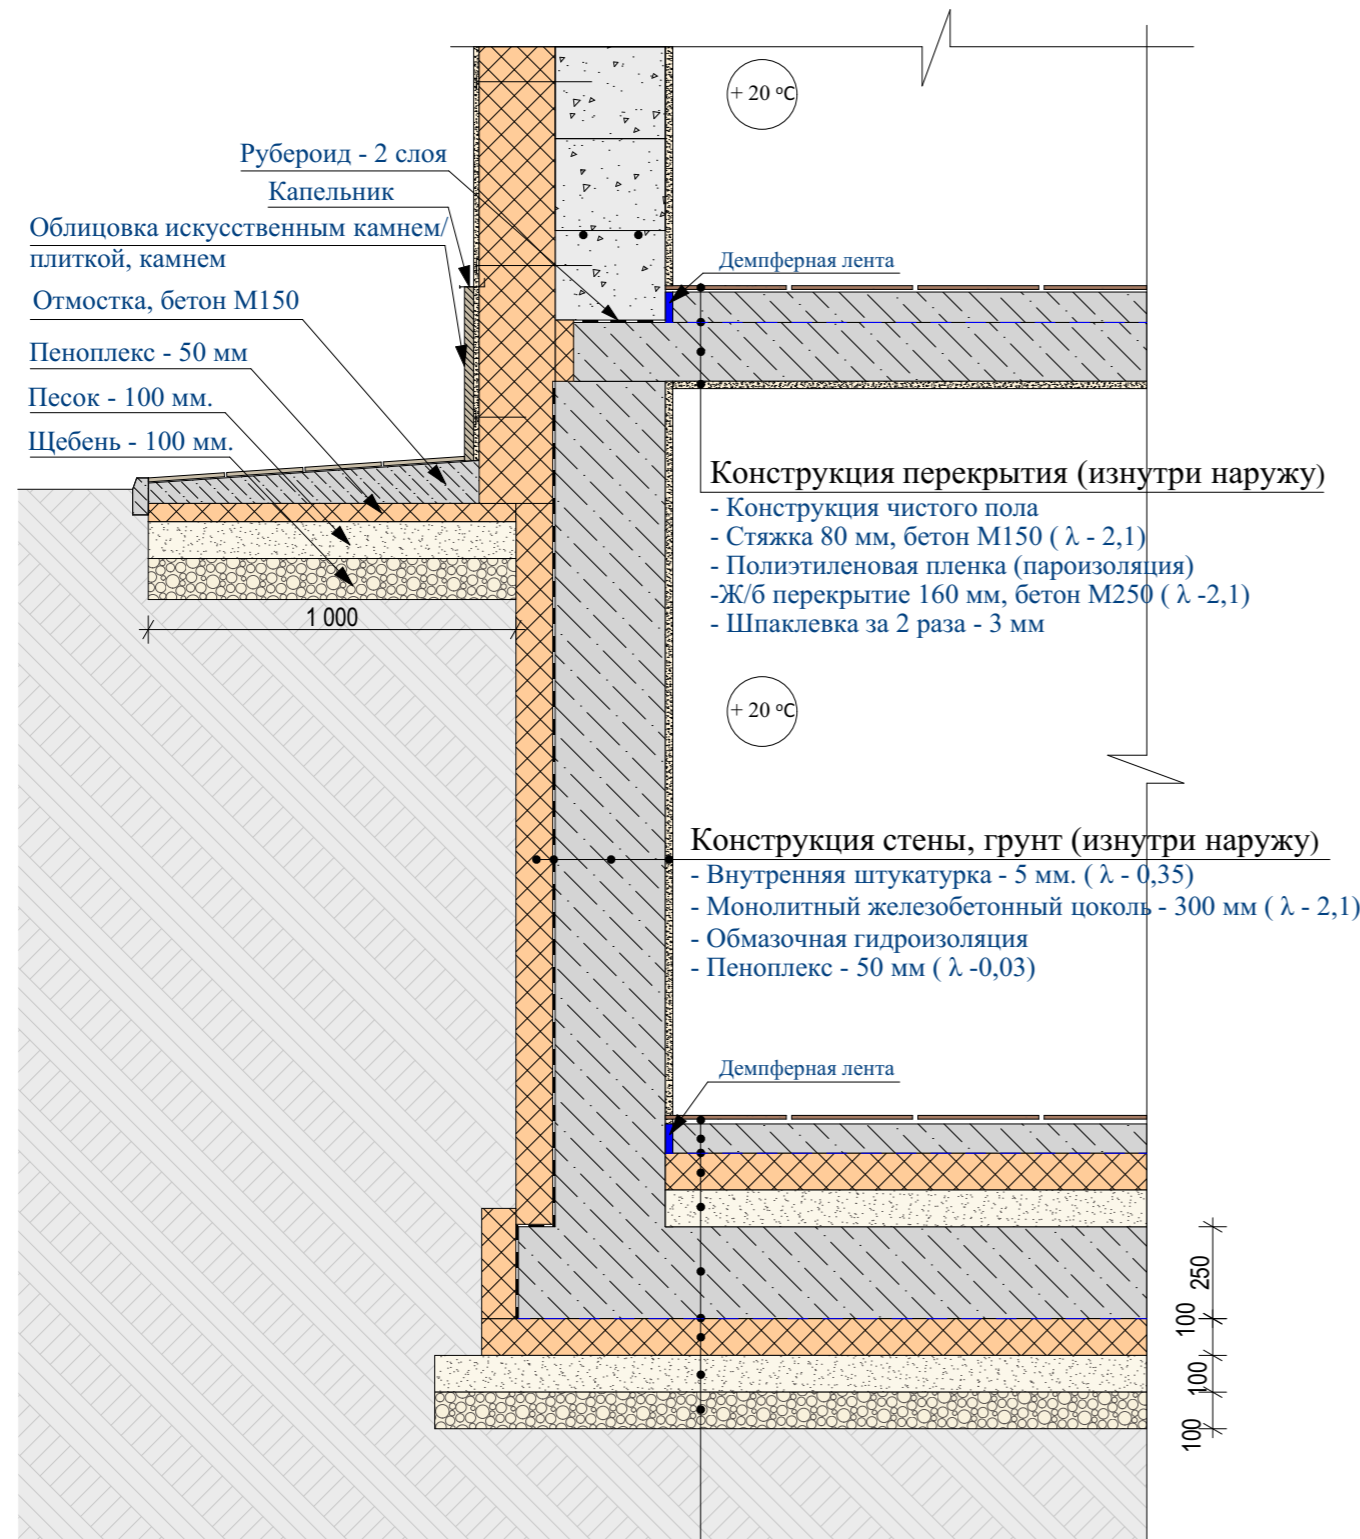 + 20 °C
Рубероид - 2 слоя
Капельник
Облицовка искусственным камнем/
плиткой, камнем
Отмостка, бетон М150
Пеноплекс - 50 мм
Песок - 100 мм.
Щебень - 100 мм.
Демпферная лента
1 000
Конструкция перекрытия (изнутри наружу)
- Конструкция чистого пола
- Стяжка 80 мм, бетон М150 ( λ - 2,1)
- Полиэтиленовая пленка (пароизоляция)
-Ж/б перекрытие 160 мм, бетон М250 ( λ -2,1)
- Шпаклевка за 2 раза - 3 мм
+ 20 °C
Конструкция стены, грунт (изнутри наружу)
- Внутренняя штукатурка - 5 мм. ( λ - 0,35)
- Монолитный железобетонный цоколь - 300 мм ( λ - 2,1)
- Обмазочная гидроизоляция
- Пеноплекс - 50 мм ( λ -0,03)
Демпферная лента
250
100
100
100